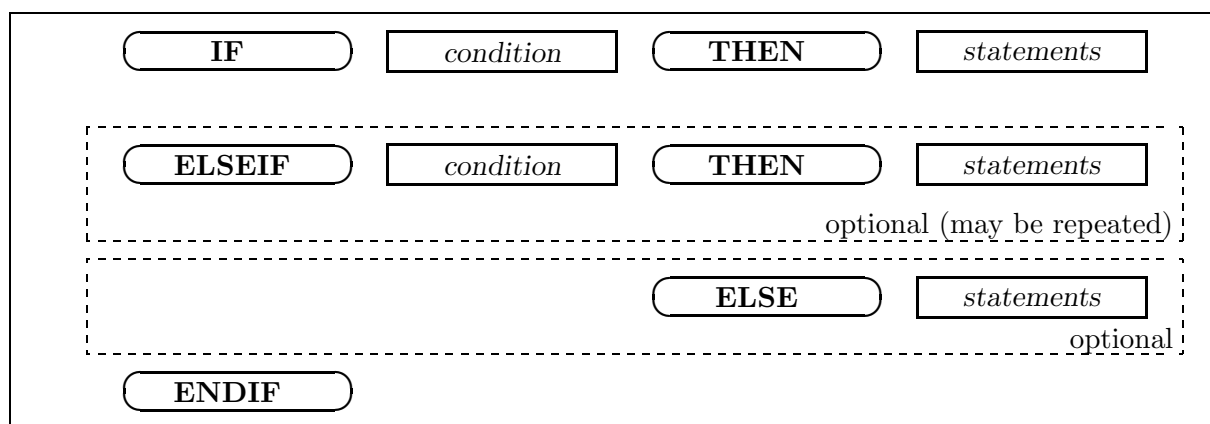 IF condition THEN statements
ELSEIF condition THEN statements
optional (may be repeated)
ELSE statements
optional
ENDIF